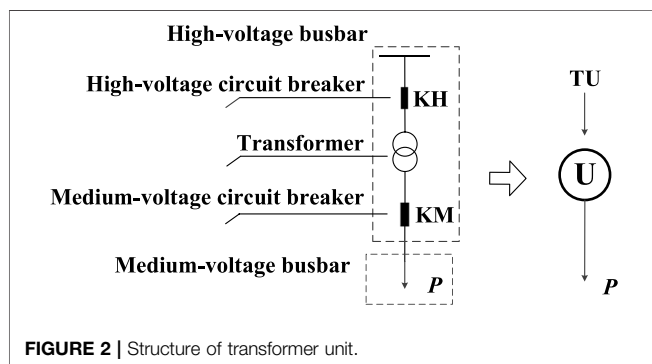 High-voltage busbar
High-voltage circuit breaker
KH
TU
Transformer
U
Medium-voltage circuit breaker
KM
Medium-voltage busbar
P
P
FIGURE 2 | Structure of transformer unit.